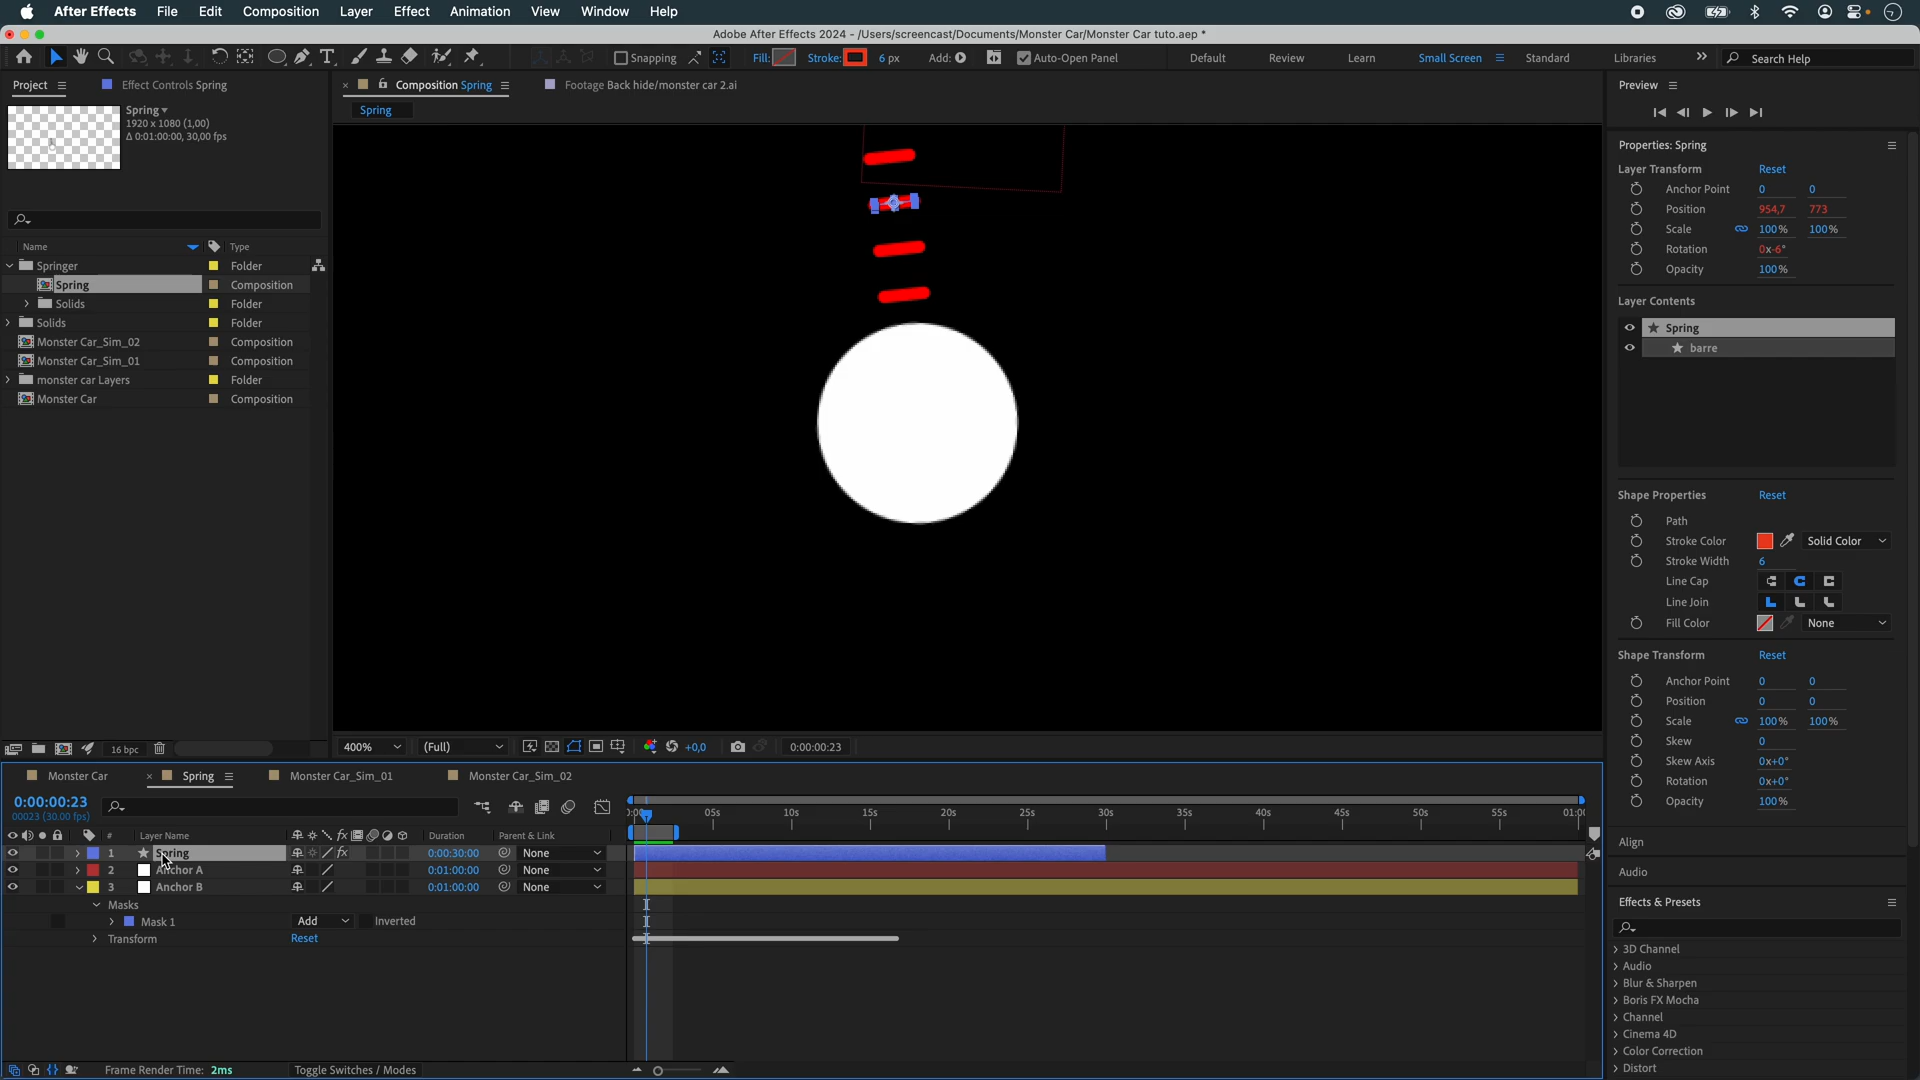 After Effects File Edit Composition Layer Effect Animation View Window Help
Adobe After Effects 2024 - /Users/screencast/Documents/Monster Car/Monster Car tuto.aep *
Snapping Fill: Stroke: 6 px Add: Auto-Open Panel Default Review Learn Small Screen Standard Libraries Search Help
Project Effect Controls Spring Composition Spring Footage Back hide/monster car 2.ai Preview
Spring
1920 x 1080 (1,00)
Δ 0:01:00:00, 30,00 fps
Spring
Name Type
Springer Folder
Spring Composition
Solids Folder
Solids Folder
Monster Car_Sim_02 Composition
Monster Car_Sim_01 Composition
monster car Layers Folder
Monster Car Composition
16 bpc
400% (Full) +0,0 0:00:00:23
Properties: Spring
Layer Transform Reset
Anchor Point 0 0
Position 954,7 773
Scale 100% 100%
Rotation 0x-6°
Opacity 100%
Layer Contents
Spring
barre
Shape Properties Reset
Path
Stroke Color Solid Color
Stroke Width 6
Line Cap
Line Join
Fill Color None
Shape Transform Reset
Anchor Point 0 0
Position 0 0
Scale 100% 100%
Skew 0
Skew Axis 0x+0°
Rotation 0x+0°
Opacity 100%
Align
Audio
Effects & Presets
3D Channel
Audio
Blur & Sharpen
Boris FX Mocha
Channel
Cinema 4D
Color Correction
Distort
Monster Car Spring Monster Car_Sim_01 Monster Car_Sim_02
0:00:00:23
00023 (30.00 fps)
05s 10s 15s 20s 25s 30s 35s 40s 45s 50s 55s
# Layer Name fx Duration Parent & Link
1 Spring fx 0:00:30:00 None
2 Anchor A 0:01:00:00 None
3 Anchor B 0:01:00:00 None
Masks
Mask 1 Add Inverted
Transform Reset
Frame Render Time: 2ms Toggle Switches / Modes